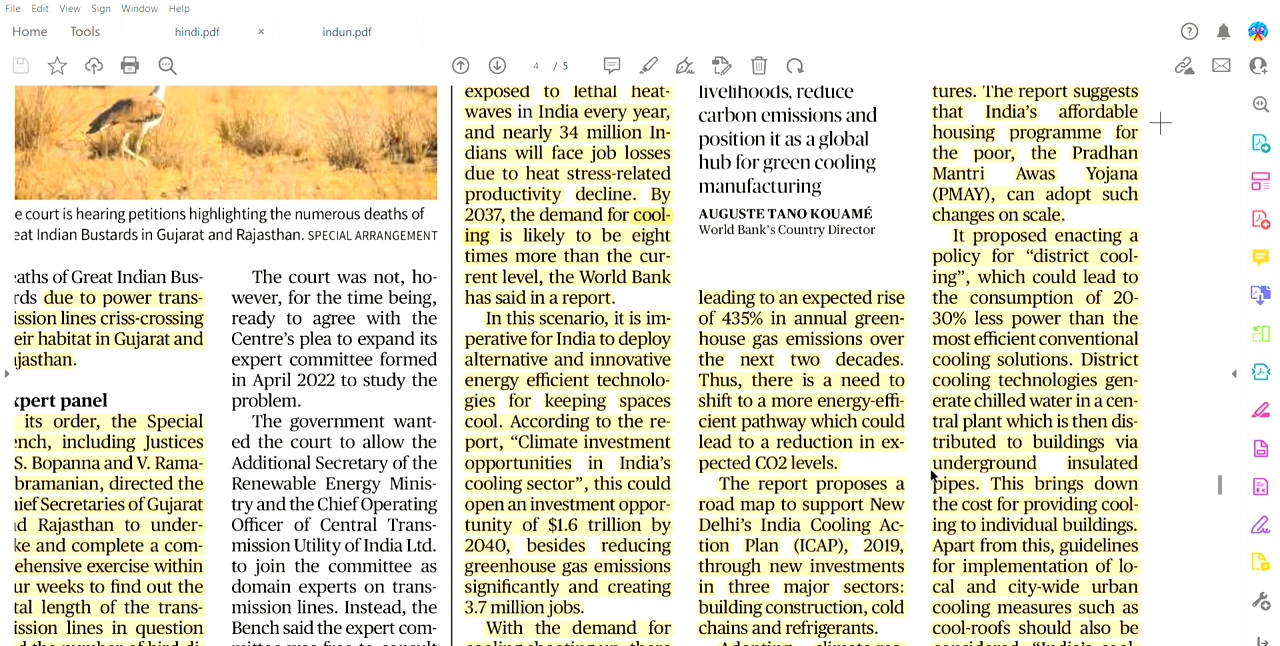 File Edit View Sign Window Help
Home Tools hindi.pdf × indun.pdf
4 / 5
e court is hearing petitions highlighting the numerous deaths of
eat Indian Bustards in Gujarat and Rajasthan. SPECIAL ARRANGEMENT
aths of Great Indian Bus-
rds due to power trans-
ission lines criss-crossing
eir habitat in Gujarat and
ajasthan.
xpert panel
its order, the Special
ench, including Justices
S. Bopanna and V. Rama-
bramanian, directed the
hief Secretaries of Gujarat
d Rajasthan to under-
ke and complete a com-
ehensive exercise within
ur weeks to find out the
tal length of the trans-
ission lines in question
d the number of bird di-
The court was not, ho-
wever, for the time being,
ready to agree with the
Centre's plea to expand its
expert committee formed
in April 2022 to study the
problem.
The government want-
ed the court to allow the
Additional Secretary of the
Renewable Energy Minis-
try and the Chief Operating
Officer of Central Trans-
mission Utility of India Ltd.
to join the committee as
domain experts on trans-
mission lines. Instead, the
Bench said the expert com-
mittee was free to consult
exposed to lethal heat-
waves in India every year,
and nearly 34 million In-
dians will face job losses
due to heat stress-related
productivity decline. By
2037, the demand for cool-
ing is likely to be eight
times more than the cur-
rent level, the World Bank
has said in a report.
In this scenario, it is im-
perative for India to deploy
alternative and innovative
energy efficient technolo-
gies for keeping spaces
cool. According to the re-
port, "Climate investment
opportunities in India's
cooling sector", this could
open an investment oppor-
tunity of $1.6 trillion by
2040, besides reducing
greenhouse gas emissions
significantly and creating
3.7 million jobs.
With the demand for
cooling shooting up, there
livelihoods, reduce
carbon emissions and
position it as a global
hub for green cooling
manufacturing
AUGUSTE TANO KOUAMÉ
World Bank's Country Director
leading to an expected rise
of 435% in annual green-
house gas emissions over
the next two decades.
Thus, there is a need to
shift to a more energy-effi-
cient pathway which could
lead to a reduction in ex-
pected CO2 levels.
The report proposes a
road map to support New
Delhi's India Cooling Ac-
tion Plan (ICAP), 2019,
through new investments
in three major sectors:
building construction, cold
chains and refrigerants.
Adopting climate-res-
tures. The report suggests
that India's affordable
housing programme for
the poor, the Pradhan
Mantri Awas Yojana
(PMAY), can adopt such
changes on scale.
It proposed enacting a
policy for "district cool-
ing", which could lead to
the consumption of 20-
30% less power than the
most efficient conventional
cooling solutions. District
cooling technologies gen-
erate chilled water in a cen-
tral plant which is then dis-
tributed to buildings via
underground insulated
pipes. This brings down
the cost for providing cool-
ing to individual buildings.
Apart from this, guidelines
for implementation of lo-
cal and city-wide urban
cooling measures such as
cool-roofs should also be
considered. "India's cool-